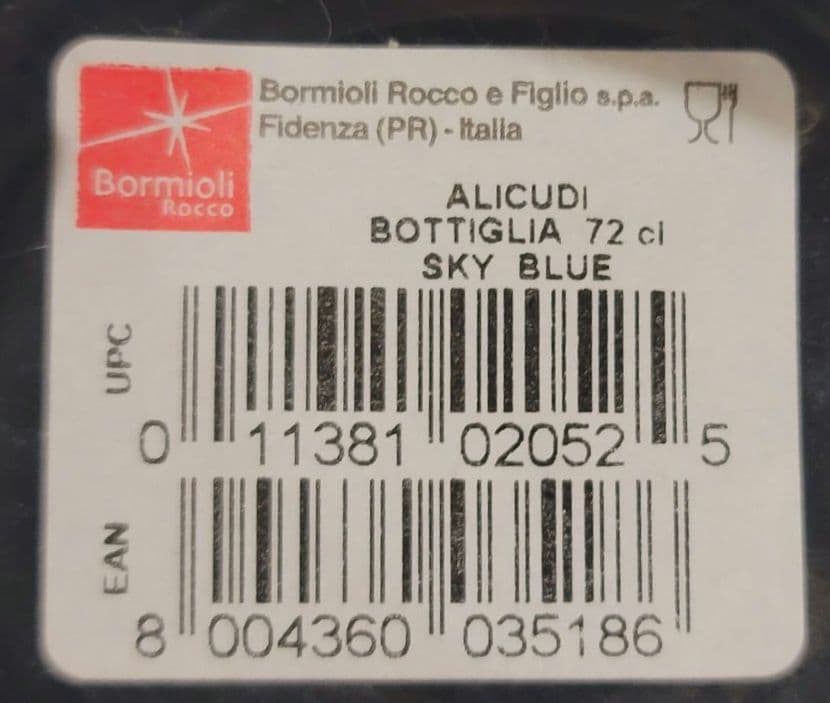 Bormioli
Rocco
Bormioli Rocco e Figlio s.p.a.
Fidenza (PR) - Italia
ALICUDI
BOTTIGLIA 72 cl
SKY BLUE
UPC
0 11381 02052 5
EAN
8 004360 035186